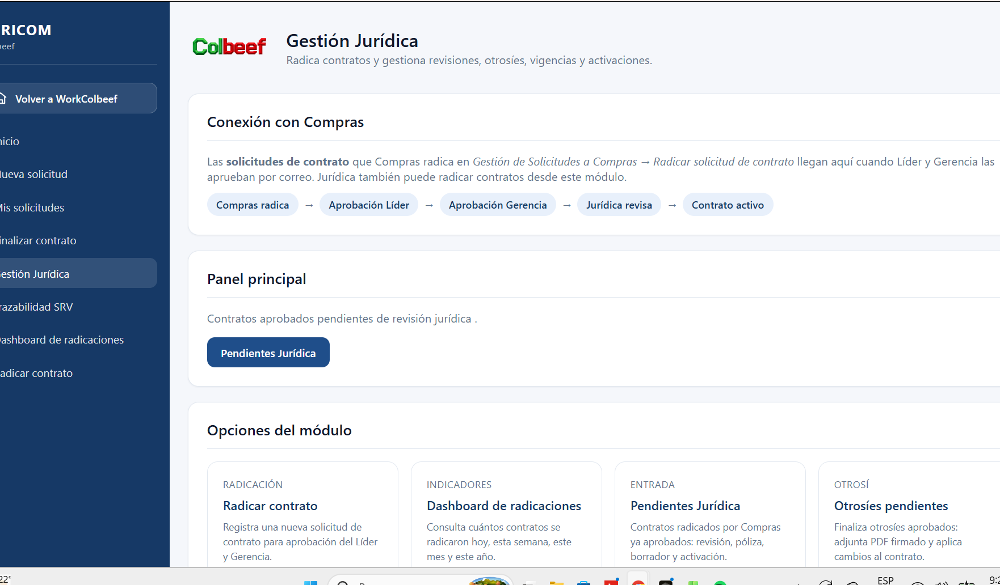 RICOM
beef
Volver a WorkColbeef
nicio
ueva solicitud
is solicitudes
inalizar contrato
estión Jurídica
razabilidad SRV
ashboard de radicaciones
adicar contrato
Colbeef
Gestión Jurídica
Radica contratos y gestiona revisiones, otrosíes, vigencias y activaciones.
Conexión con Compras
Las solicitudes de contrato que Compras radica en Gestión de Solicitudes a Compras → Radicar solicitud de contrato llegan aquí cuando Líder y Gerencia las
aprueban por correo. Jurídica también puede radicar contratos desde este módulo.
Compras radica → Aprobación Líder → Aprobación Gerencia → Jurídica revisa → Contrato activo
Panel principal
Contratos aprobados pendientes de revisión jurídica .
Pendientes Jurídica
Opciones del módulo
RADICACIÓN
Radicar contrato
Registra una nueva solicitud de
contrato para aprobación del Líder
y Gerencia.
INDICADORES
Dashboard de radicaciones
Consulta cuántos contratos se
radicaron hoy, esta semana, este
mes y este año.
ENTRADA
Pendientes Jurídica
Contratos radicados por Compras
ya aprobados: revisión, póliza,
borrador y activación.
OTROSÍ
Otrosíes pendientes
Finaliza otrosíes aprobados:
adjunta PDF firmado y aplica
cambios al contrato.
22°
ESP